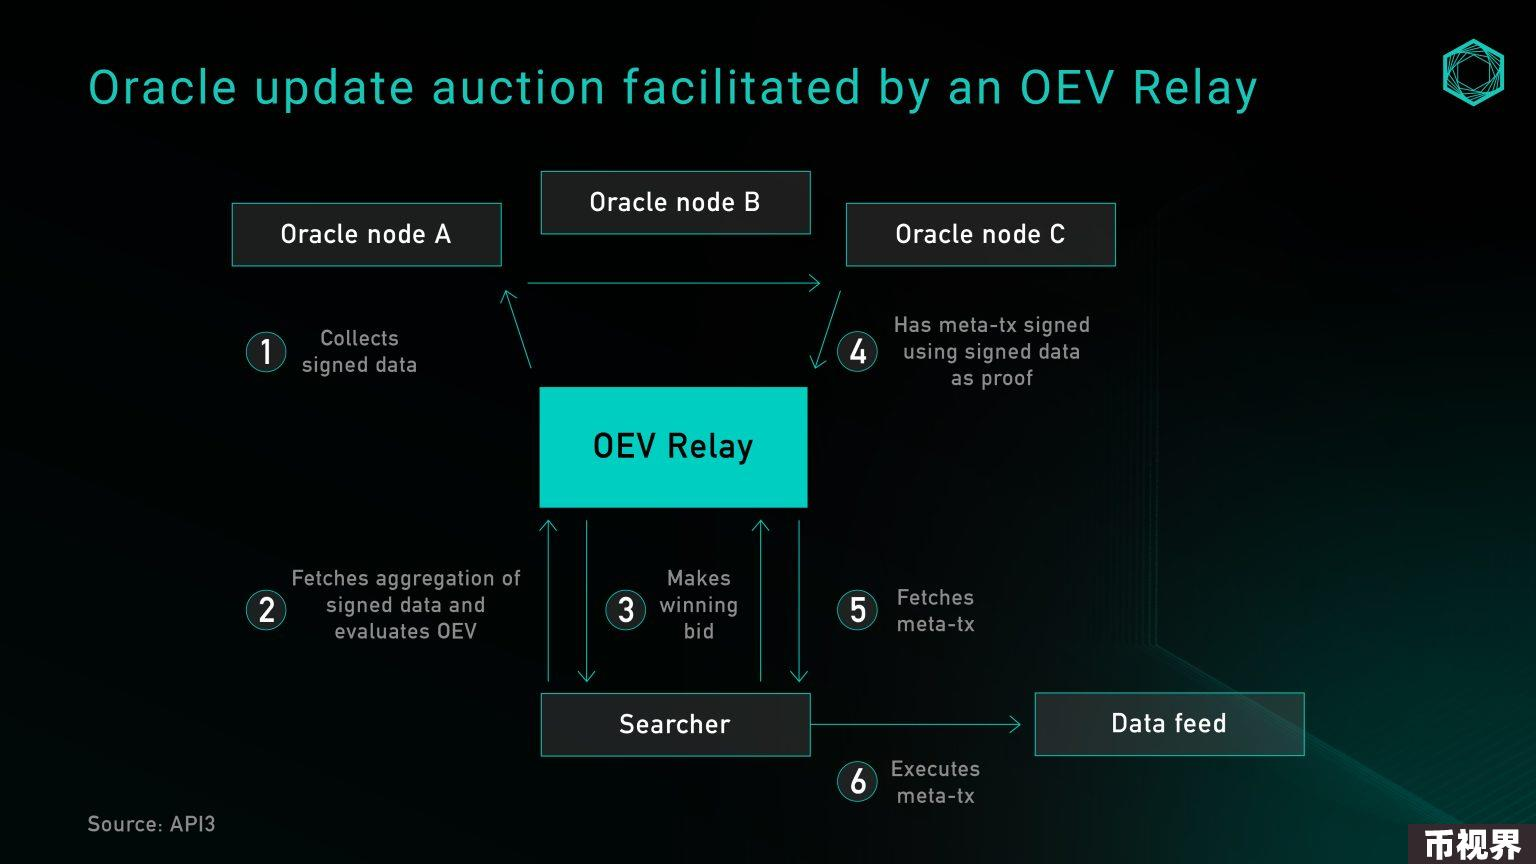 Oracle update auction facilitated by an OEV Relay
Oracle node A
Oracle node B
Oracle node C
1
Collects
signed data
4
Has meta-tx signed
using signed data
as proof
OEV Relay
2
Fetches aggregation of
signed data and
evaluates OEV
3
Makes
winning
bid
5
Fetches
meta-tx
Searcher
Data feed
6
Executes
meta-tx
Source: API3
币视界